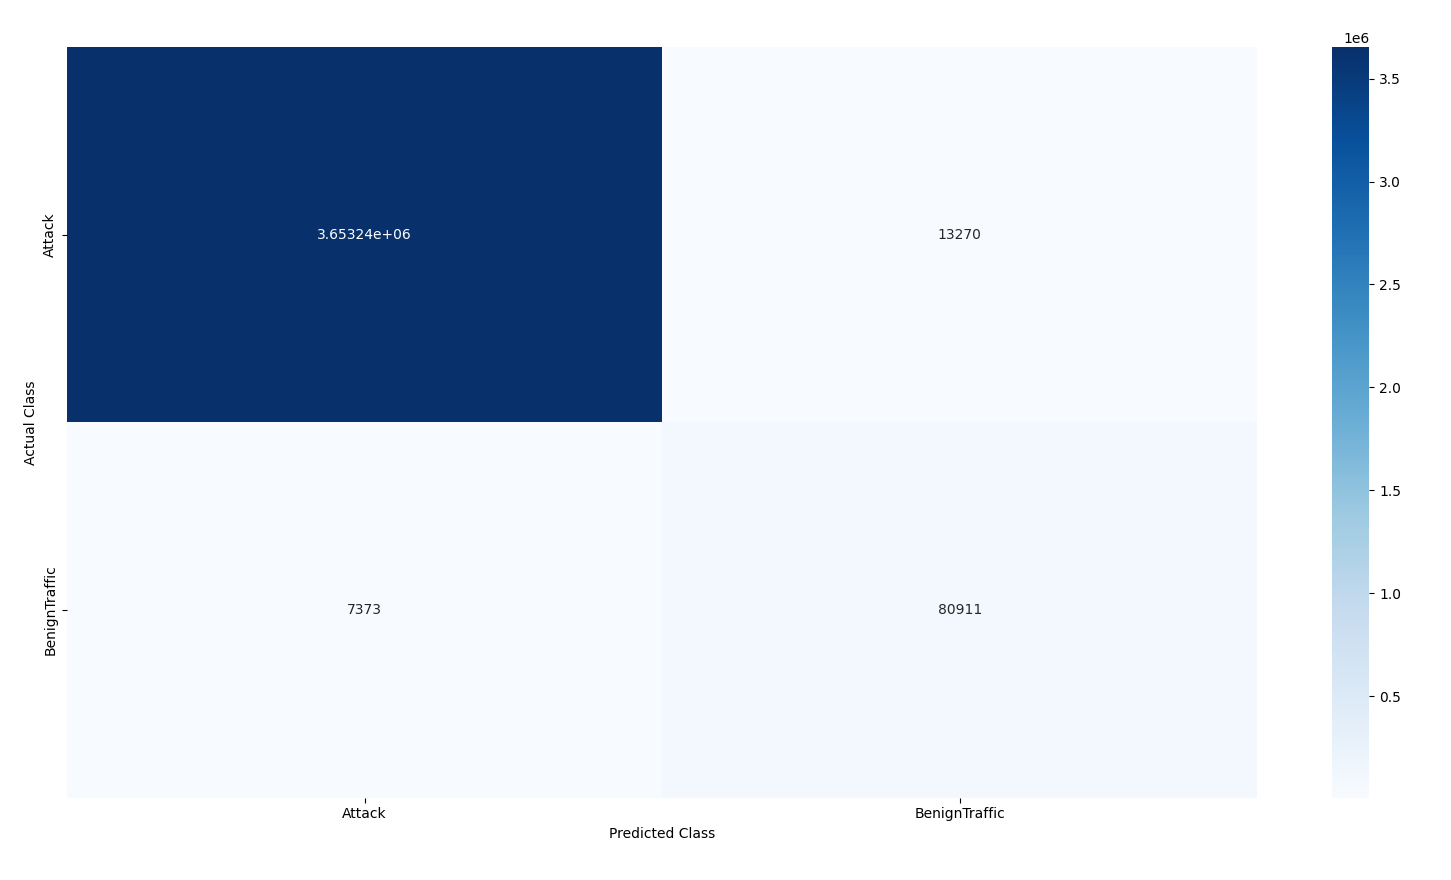 1e6
3.5
3.0
2.5
2.0
1.5
1.0
0.5
Actual Class
Attack
BenignTraffic
3.65324e+06 13270
7373 80911
Attack BenignTraffic
Predicted Class